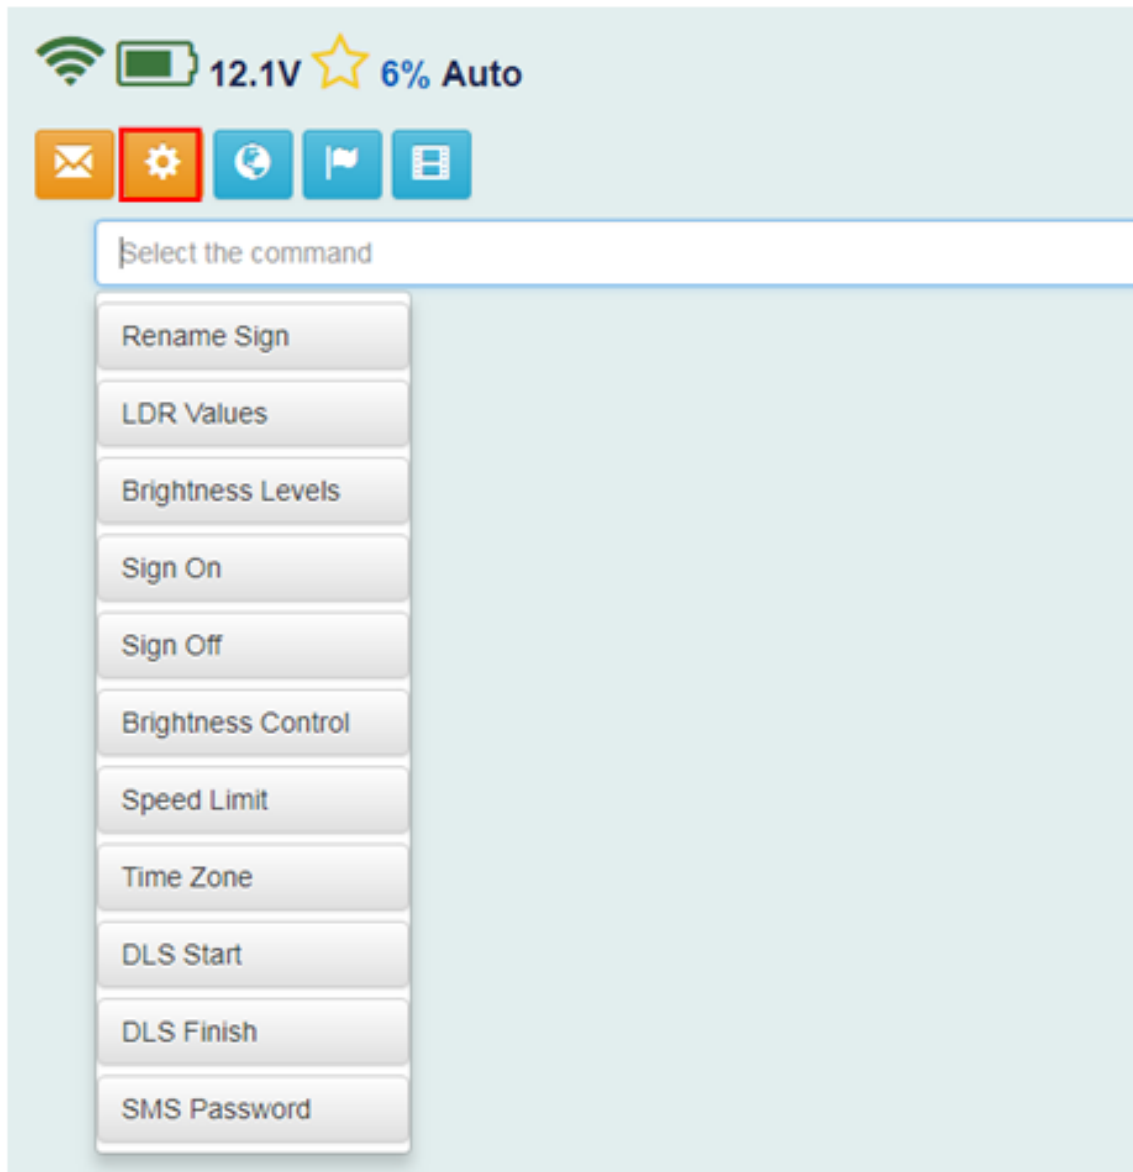 12.1V 6% Auto
Select the command
Rename Sign
LDR Values
Brightness Levels
Sign On
Sign Off
Brightness Control
Speed Limit
Time Zone
DLS Start
DLS Finish
SMS Password